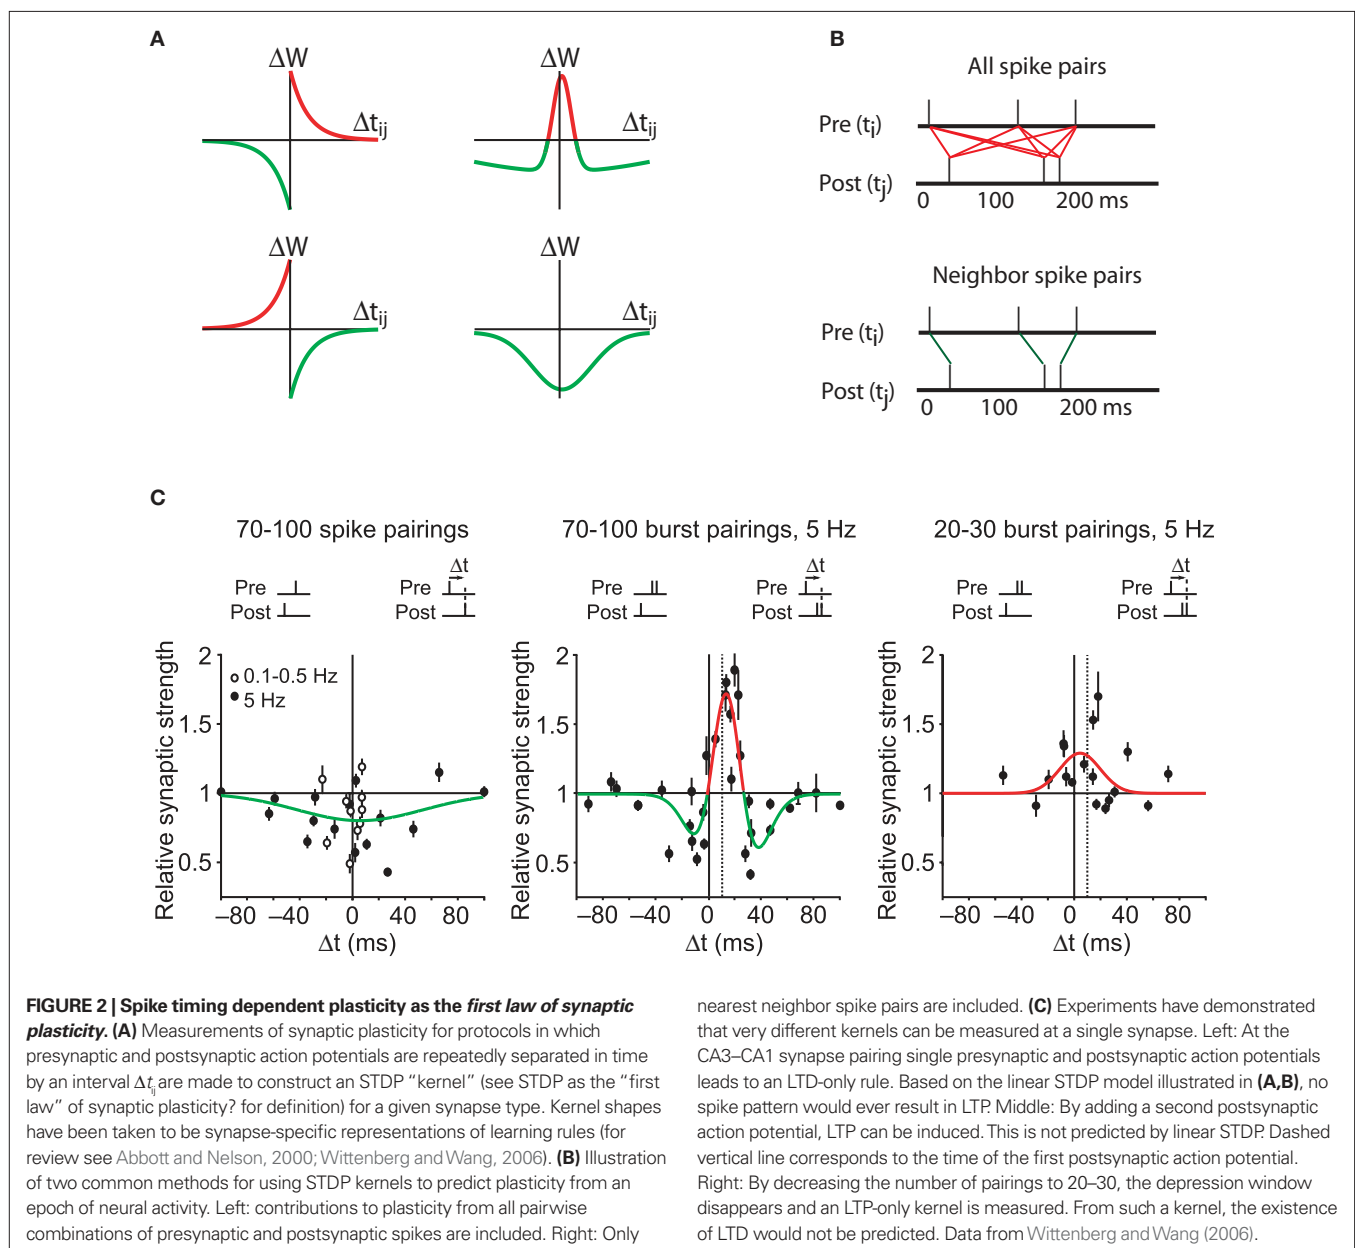 A
ΔW
Δt_ij
ΔW
Δt_ij
ΔW
Δt_ij
ΔW
Δt_ij
B
All spike pairs
Pre (t_i)
Post (t_j)
0 100 200 ms
Neighbor spike pairs
Pre (t_i)
Post (t_j)
0 100 200 ms
C
70-100 spike pairings
Δt
Pre Pre
Post Post
Relative synaptic strength
2
1.5
1
0.5
0.1-0.5 Hz
5 Hz
−80 −40 0 40 80
Δt (ms)
70-100 burst pairings, 5 Hz
Δt
Pre Pre
Post Post
Relative synaptic strength
2
1.5
1
0.5
−80 −40 0 40 80
Δt (ms)
20-30 burst pairings, 5 Hz
Δt
Pre Pre
Post Post
Relative synaptic strength
2
1.5
1
0.5
−80 −40 0 40 80
Δt (ms)
FIGURE 2 | Spike timing dependent plasticity as the first law of synaptic
plasticity. (A) Measurements of synaptic plasticity for protocols in which
presynaptic and postsynaptic action potentials are repeatedly separated in time
by an interval Δt_ij are made to construct an STDP “kernel” (see STDP as the “first
law” of synaptic plasticity? for definition) for a given synapse type. Kernel shapes
have been taken to be synapse-specific representations of learning rules (for
review see Abbott and Nelson, 2000; Wittenberg and Wang, 2006). (B) Illustration
of two common methods for using STDP kernels to predict plasticity from an
epoch of neural activity. Left: contributions to plasticity from all pairwise
combinations of presynaptic and postsynaptic spikes are included. Right: Only
nearest neighbor spike pairs are included. (C) Experiments have demonstrated
that very different kernels can be measured at a single synapse. Left: At the
CA3–CA1 synapse pairing single presynaptic and postsynaptic action potentials
leads to an LTD-only rule. Based on the linear STDP model illustrated in (A,B), no
spike pattern would ever result in LTP. Middle: By adding a second postsynaptic
action potential, LTP can be induced. This is not predicted by linear STDP. Dashed
vertical line corresponds to the time of the first postsynaptic action potential.
Right: By decreasing the number of pairings to 20–30, the depression window
disappears and an LTP-only kernel is measured. From such a kernel, the existence
of LTD would not be predicted. Data from Wittenberg and Wang (2006).